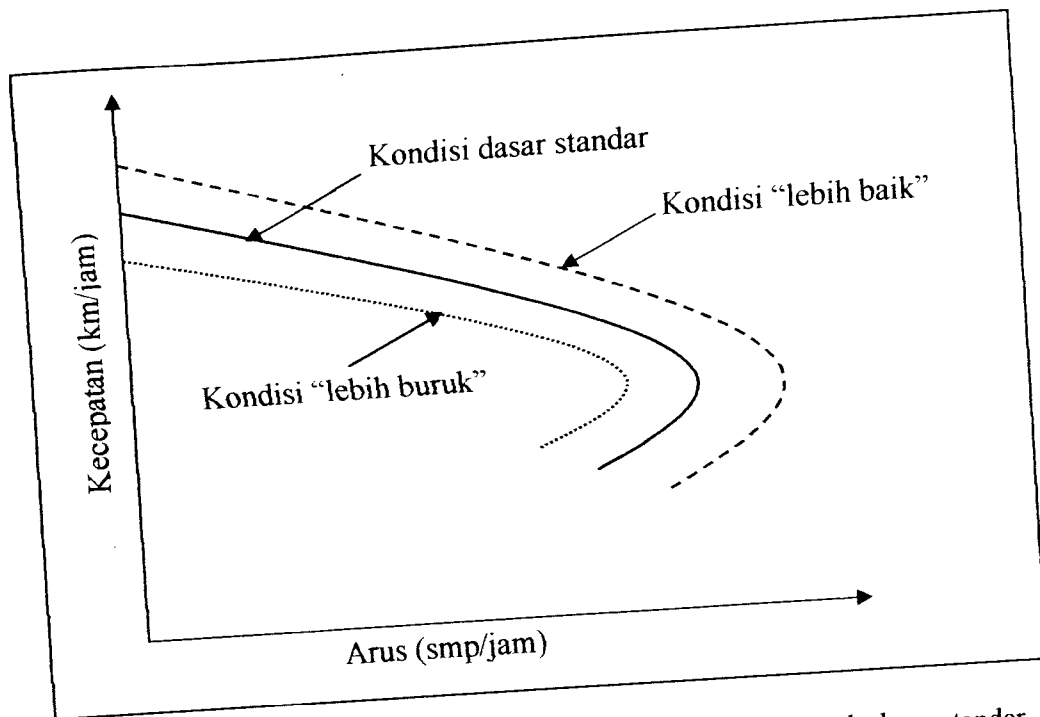 Kondisi dasar standar
Kondisi “lebih baik”
Kecepatan (km/jam)
Kondisi “lebih buruk”
Arus (smp/jam)